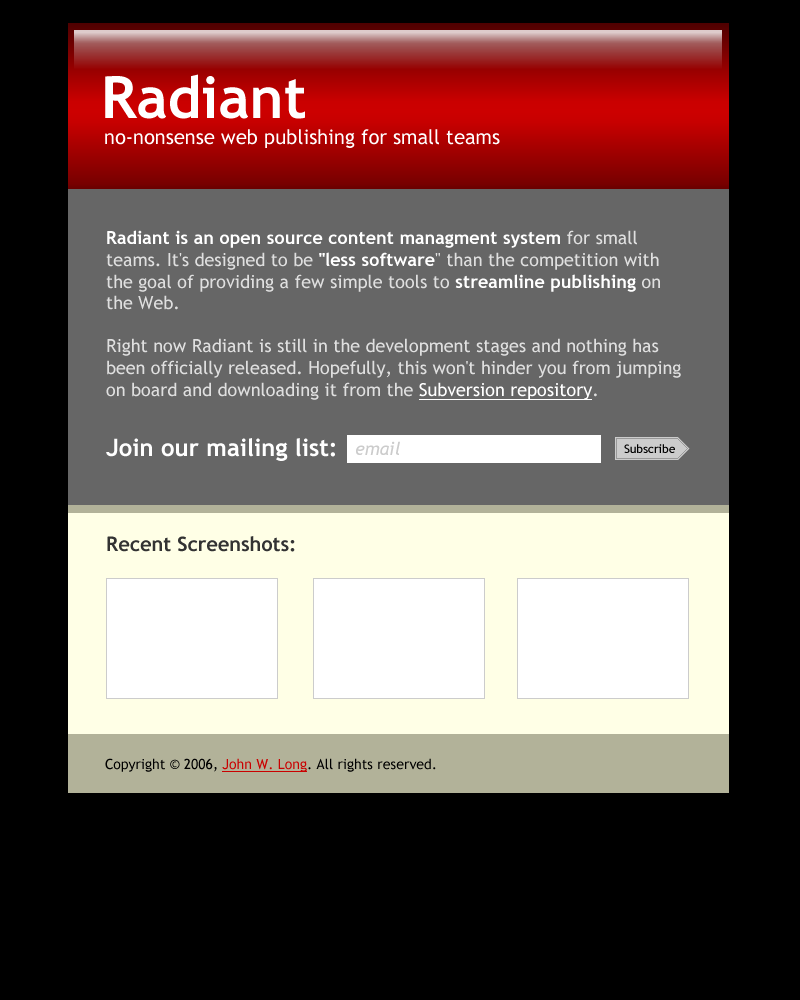 Radiant
no-nonsense web publishing for small teams
Radiant is an open source content managment system for small
teams. It's designed to be "less software" than the competition with
the goal of providing a few simple tools to streamline publishing on
the Web.
Right now Radiant is still in the development stages and nothing has
been officially released. Hopefully, this won't hinder you from jumping
on board and downloading it from the Subversion repository.
Join our mailing list: email Subscribe
Recent Screenshots:
Copyright © 2006, John W. Long. All rights reserved.